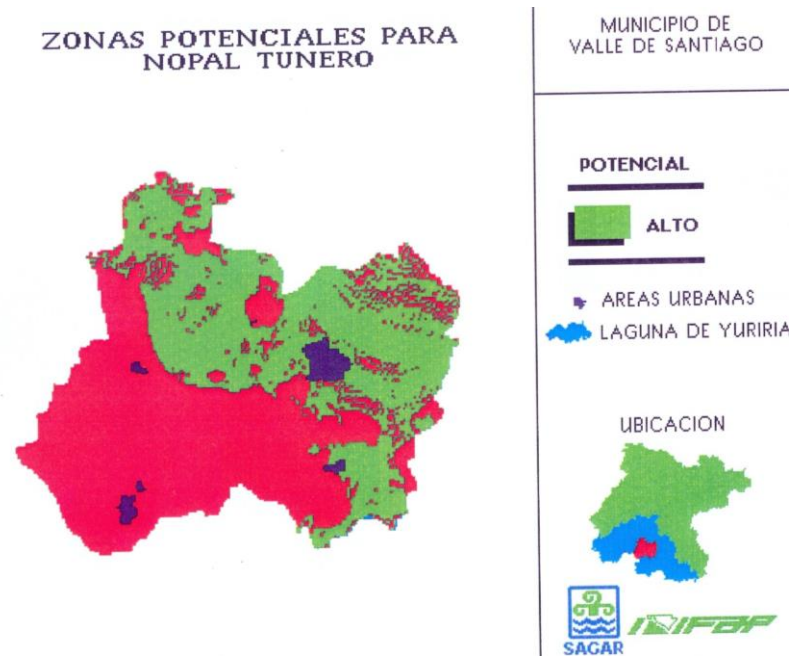 ZONAS POTENCIALES PARA
NOPAL TUNERO
MUNICIPIO DE
VALLE DE SANTIAGO
POTENCIAL
ALTO
AREAS URBANAS
LAGUNA DE YURIRIA
UBICACION
SAGAR
INIFAP